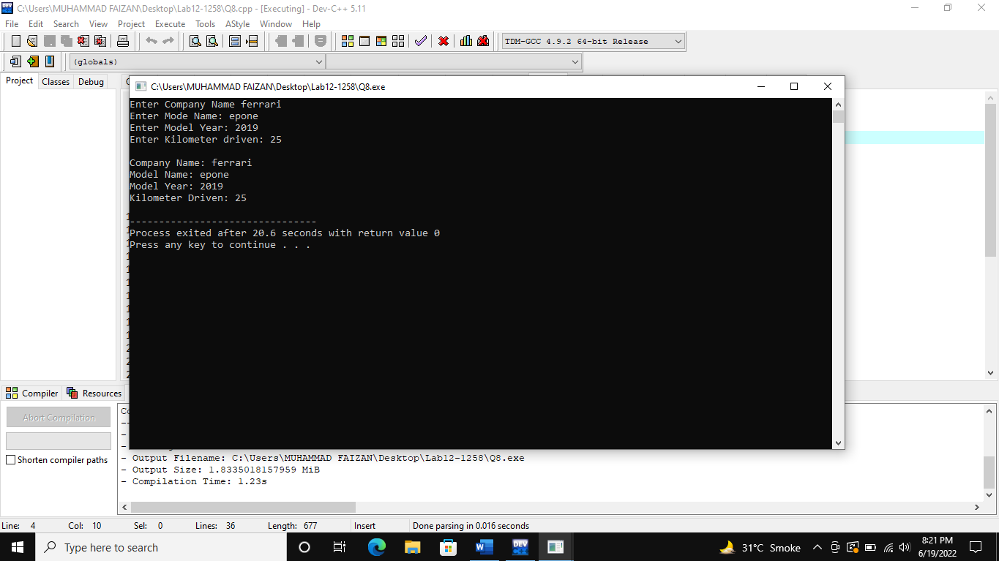 C:\Users\MUHAMMAD FAIZAN\Desktop\Lab12-1258\Q8.cpp - [Executing] - Dev-C++ 5.11
File Edit Search View Project Execute Tools AStyle Window Help
TDM-GCC 4.9.2 64-bit Release
(globals)
Project Classes Debug
C:\Users\MUHAMMAD FAIZAN\Desktop\Lab12-1258\Q8.exe
Enter Company Name ferrari
Enter Mode Name: epone
Enter Model Year: 2019
Enter Kilometer driven: 25
Company Name: ferrari
Model Name: epone
Model Year: 2019
Kilometer Driven: 25
--------------------------------
Process exited after 20.6 seconds with return value 0
Press any key to continue . . .
Compiler Resources
Abort Compilation
Shorten compiler paths
- Output Filename: C:\Users\MUHAMMAD FAIZAN\Desktop\Lab12-1258\Q8.exe
- Output Size: 1.8335018157959 MiB
- Compilation Time: 1.23s
Line: 4 Col: 10 Sel: 0 Lines: 36 Length: 677 Insert Done parsing in 0.016 seconds
Type here to search
31°C Smoke
8:21 PM
6/19/2022